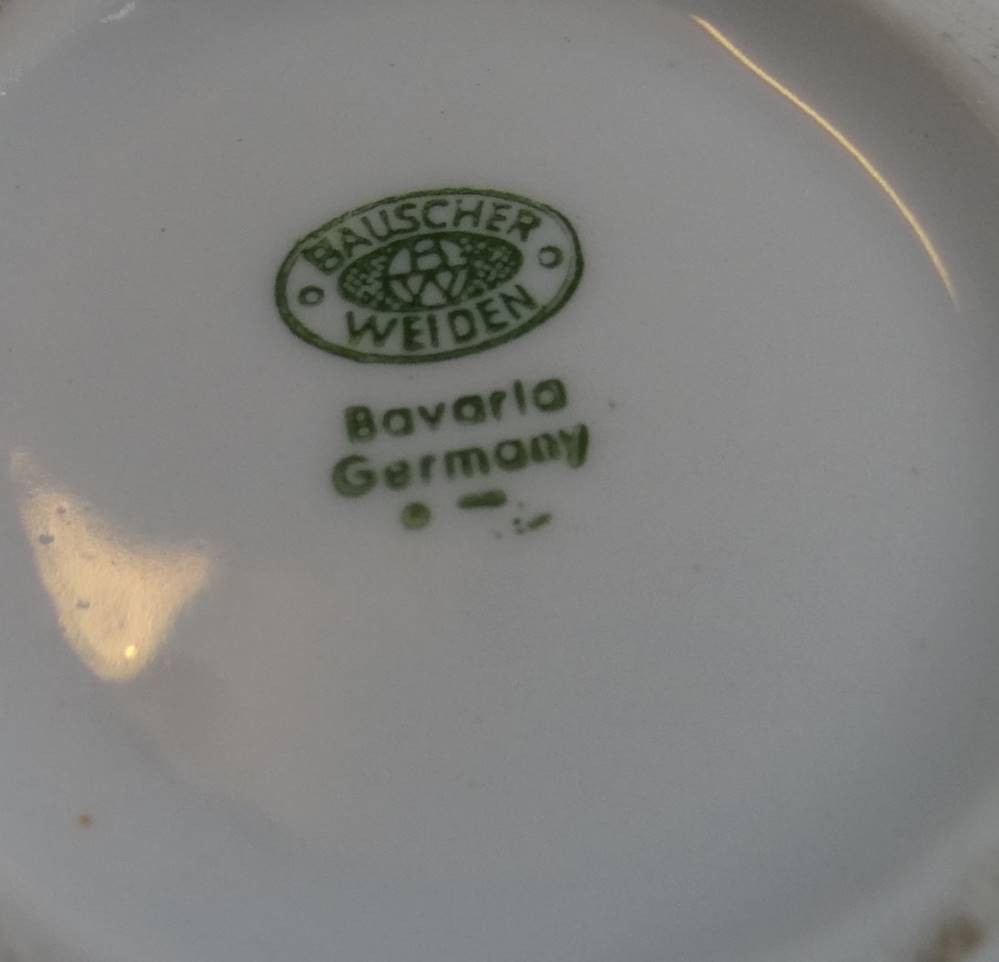 BAUSCHER
B
W
WEIDEN
Bavaria
Germany